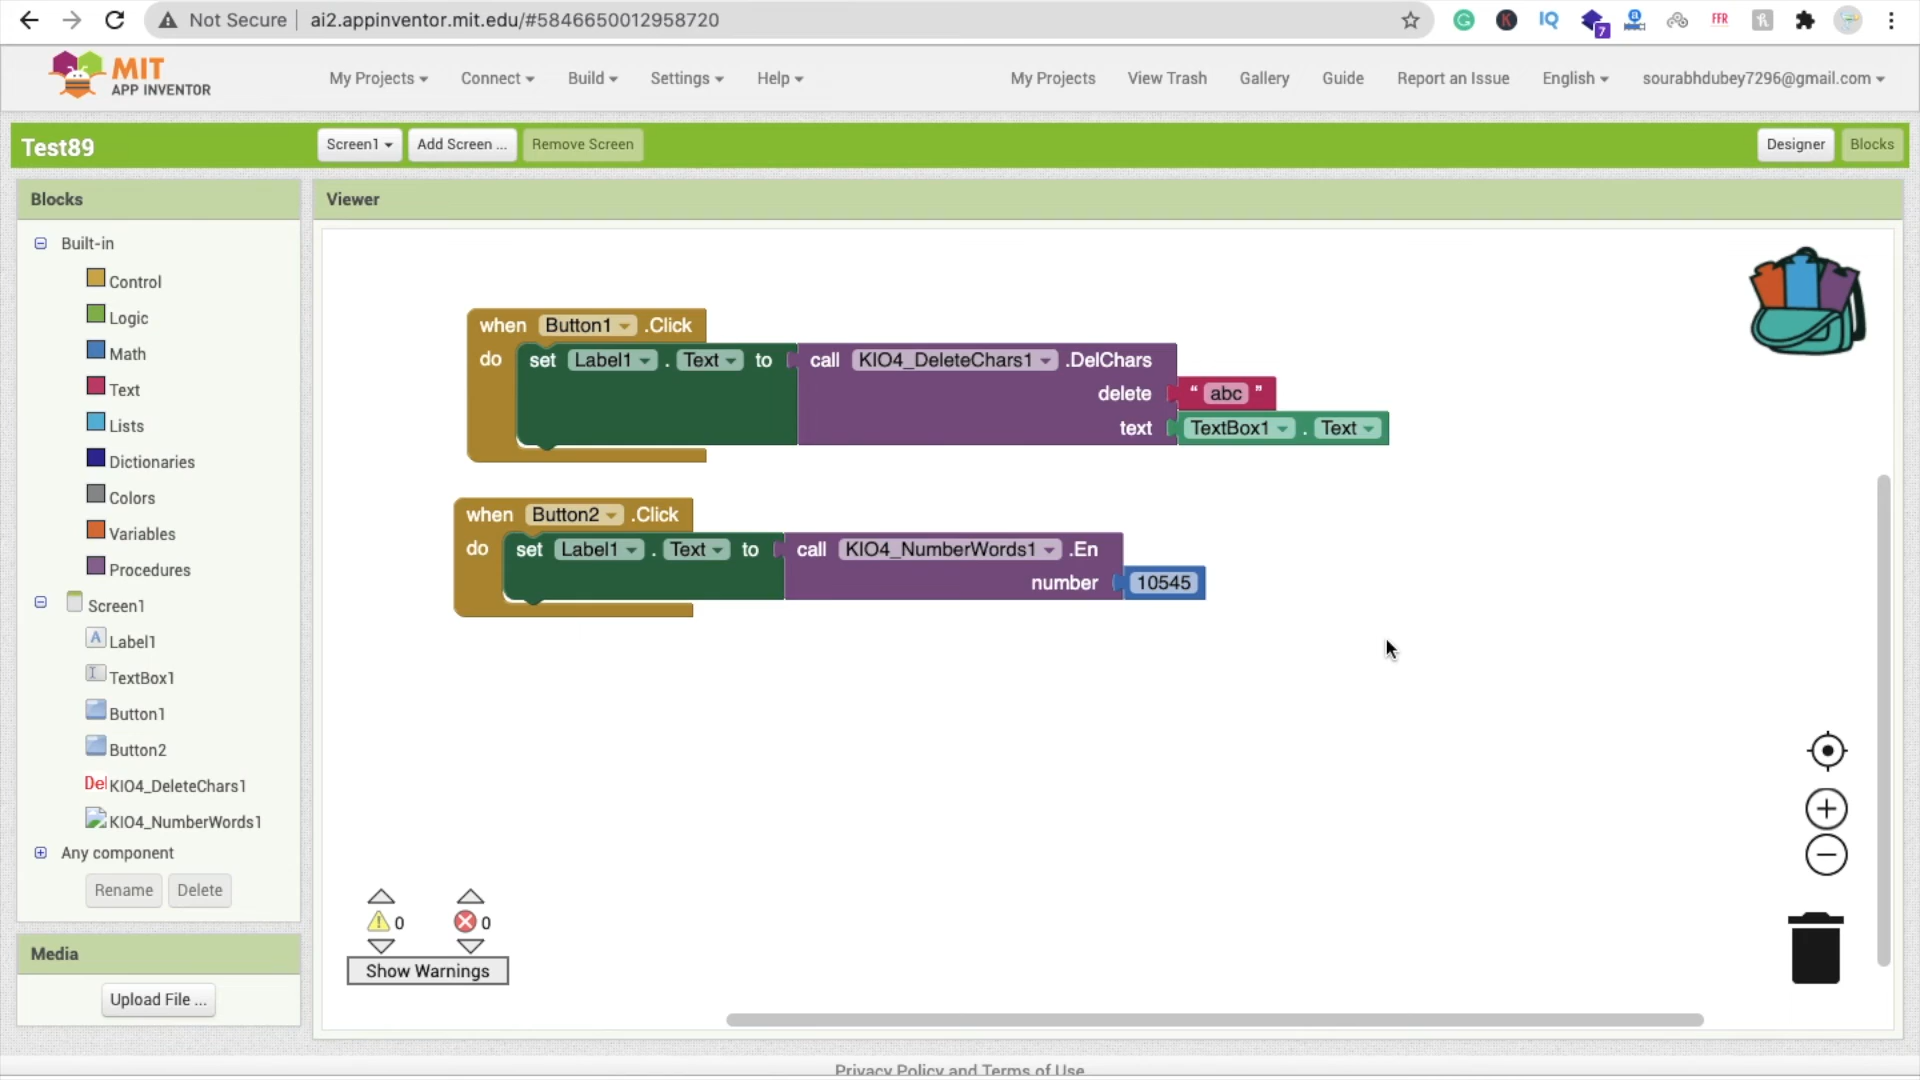 Not Secure ai2.appinventor.mit.edu/#5846650012958720
7
IQ
FFR
MIT
APP INVENTOR
My Projects Connect Build Settings Help My Projects View Trash Gallery Guide Report an Issue English sourabhdubey7296@gmail.com
Test89 Screen1 Add Screen ... Remove Screen Designer Blocks
Blocks
Built-in
Control
Logic
Math
Text
Lists
Dictionaries
Colors
Variables
Procedures
Screen1
Label1
TextBox1
Button1
Button2
Del KIO4_DeleteChars1
KIO4_NumberWords1
Any component
Rename Delete
Media
Upload File ...
Viewer
when Button1 .Click
do set Label1 . Text to call KIO4_DeleteChars1 .DelChars
delete “ abc ”
text TextBox1 . Text
when Button2 .Click
do set Label1 . Text to call KIO4_NumberWords1 .En
number 10545
0 0
Show Warnings
Privacy Policy and Terms of Use